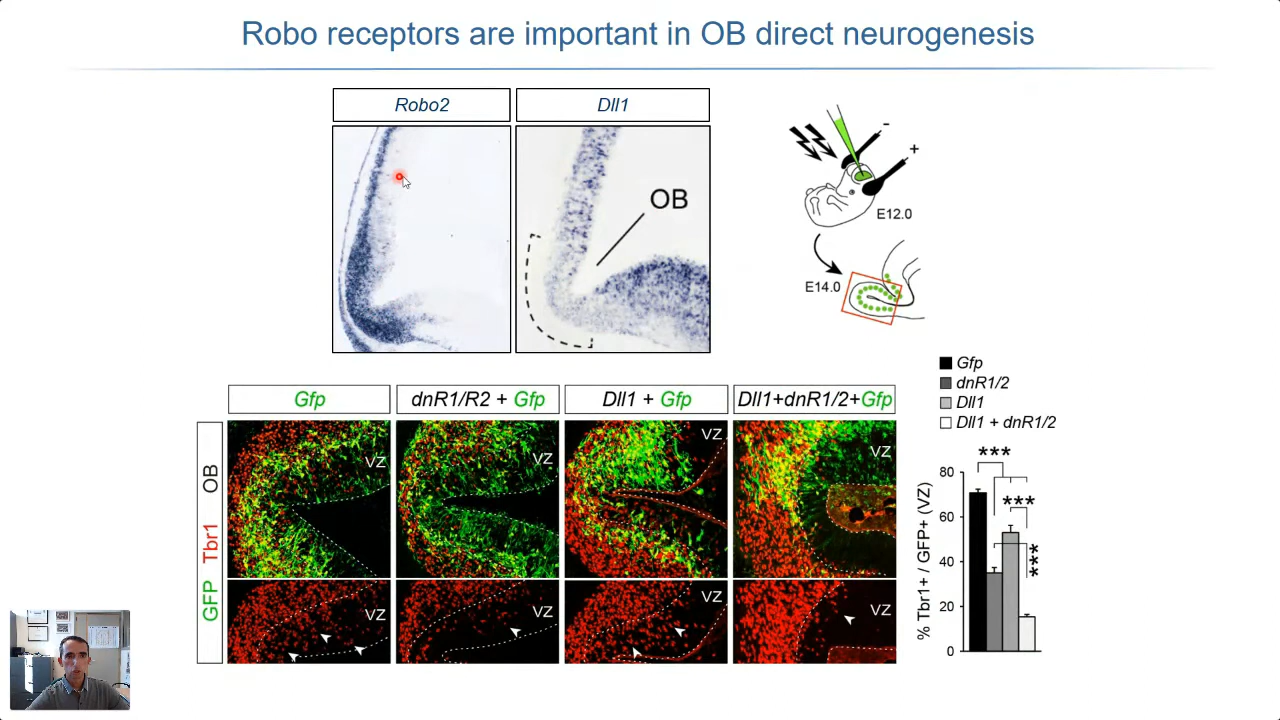 Robo receptors are important in OB direct neurogenesis
Robo2
Dll1
OB
-
+
E12.0
E14.0
Gfp
dnR1/2
Dll1
Dll1 + dnR1/2
Gfp
dnR1/R2 + Gfp
Dll1 + Gfp
Dll1+dnR1/2+Gfp
GFP Tbr1 OB
VZ
VZ
VZ
VZ
VZ
VZ
VZ
VZ
% Tbr1+ / GFP+ (VZ)
80
60
40
20
0
***
***
***